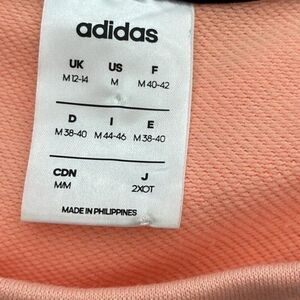 adidas
UK US F
M 12-14 M M 40-42
D I E
M 38-40 M 44-46 M 38-40
CDN J
M/M 2XOT
MADE IN PHILIPPINES